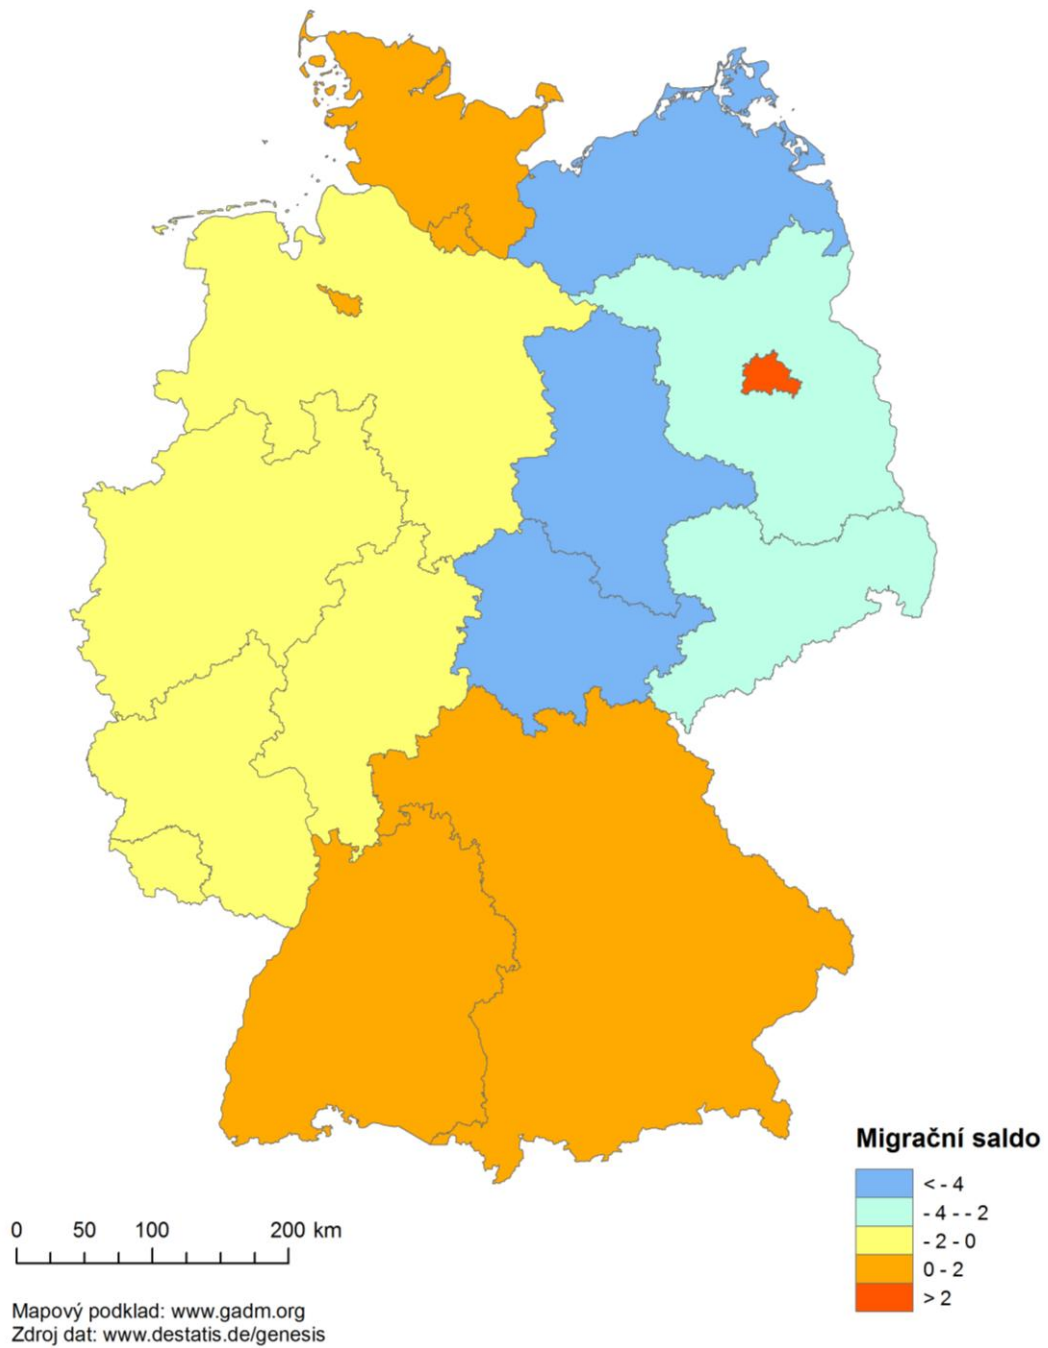 Migrační saldo
< - 4
- 4 - - 2
- 2 - 0
0 - 2
> 2
0 50 100 200 km
Mapový podklad: www.gadm.org
Zdroj dat: www.destatis.de/genesis